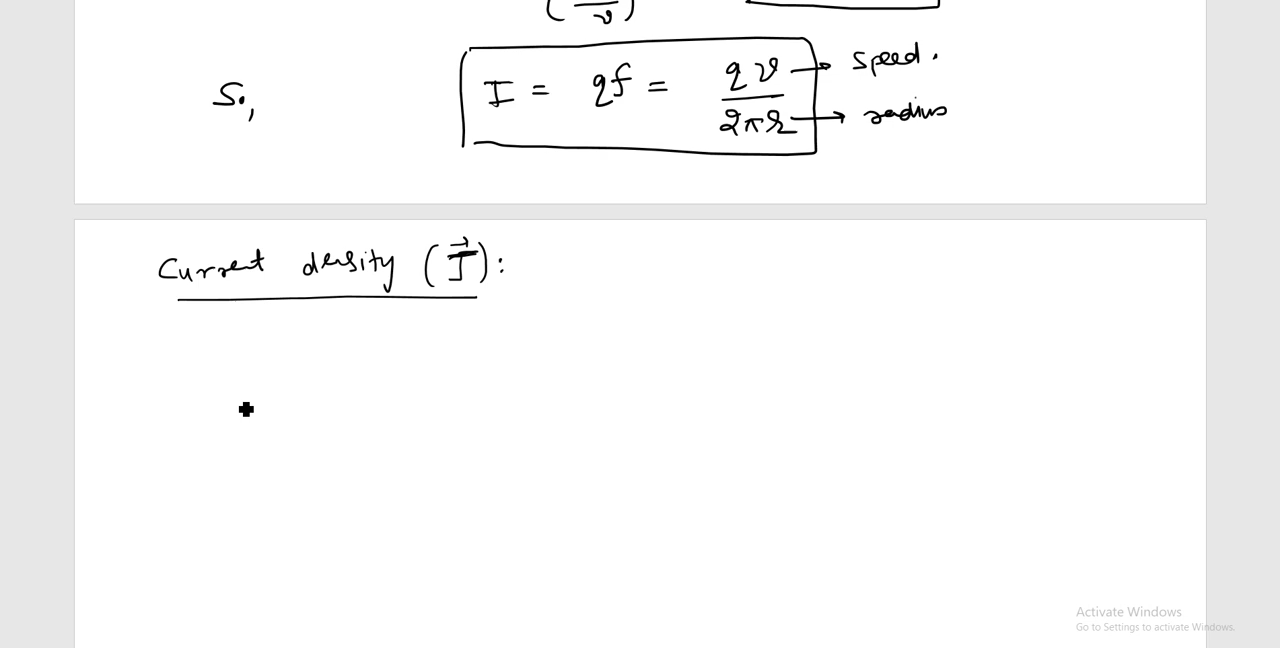 (—/v)
So, I = qf = qv/2πr → speed.
→ radius
Current density (J⃗):
Activate Windows
Go to Settings to activate Windows.